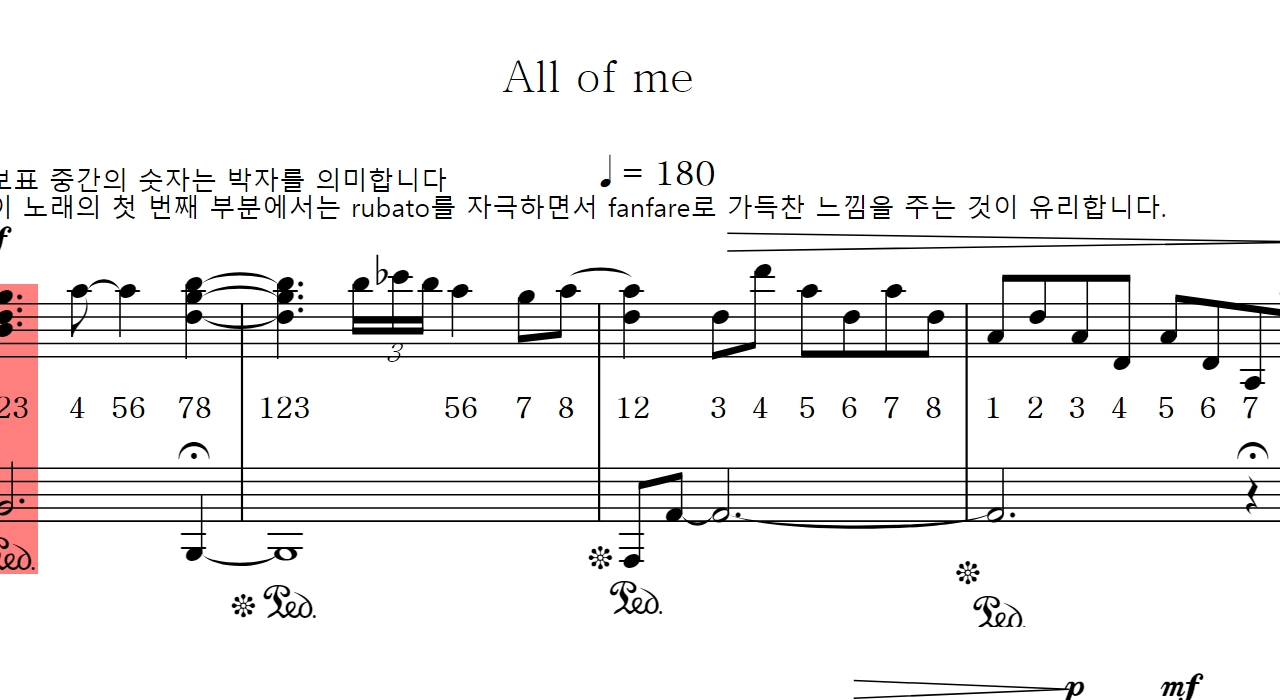 All of me
보표 중간의 숫자는 박자를 의미합니다
= 180
이 노래의 첫 번째 부분에서는 rubato를 자극하면서 fanfare로 가득찬 느낌을 주는 것이 유리합니다.
f
3
23 4 56 78 123 56 7 8 12 3 4 5 6 7 8 1 2 3 4 5 6 7
Ped. Ped. Ped. Ped.
p mf